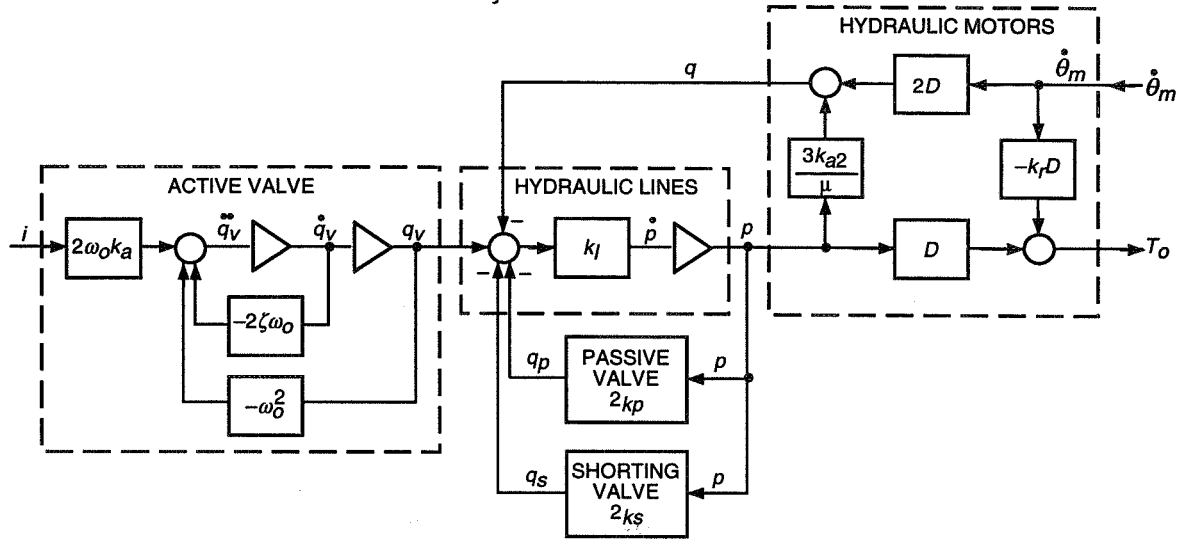 HYDRAULIC MOTORS
q
2D
θ̇m
θ̇m
3ka2
μ
−krD
ACTIVE VALVE
HYDRAULIC LINES
i
2ωoka
q̈v
q̇v
qv
−
kl
ṗ
p
D
To
−
−
−2ζωo
−ωo²
qp
PASSIVE
VALVE
2kp
p
qs
SHORTING
VALVE
2ks
p